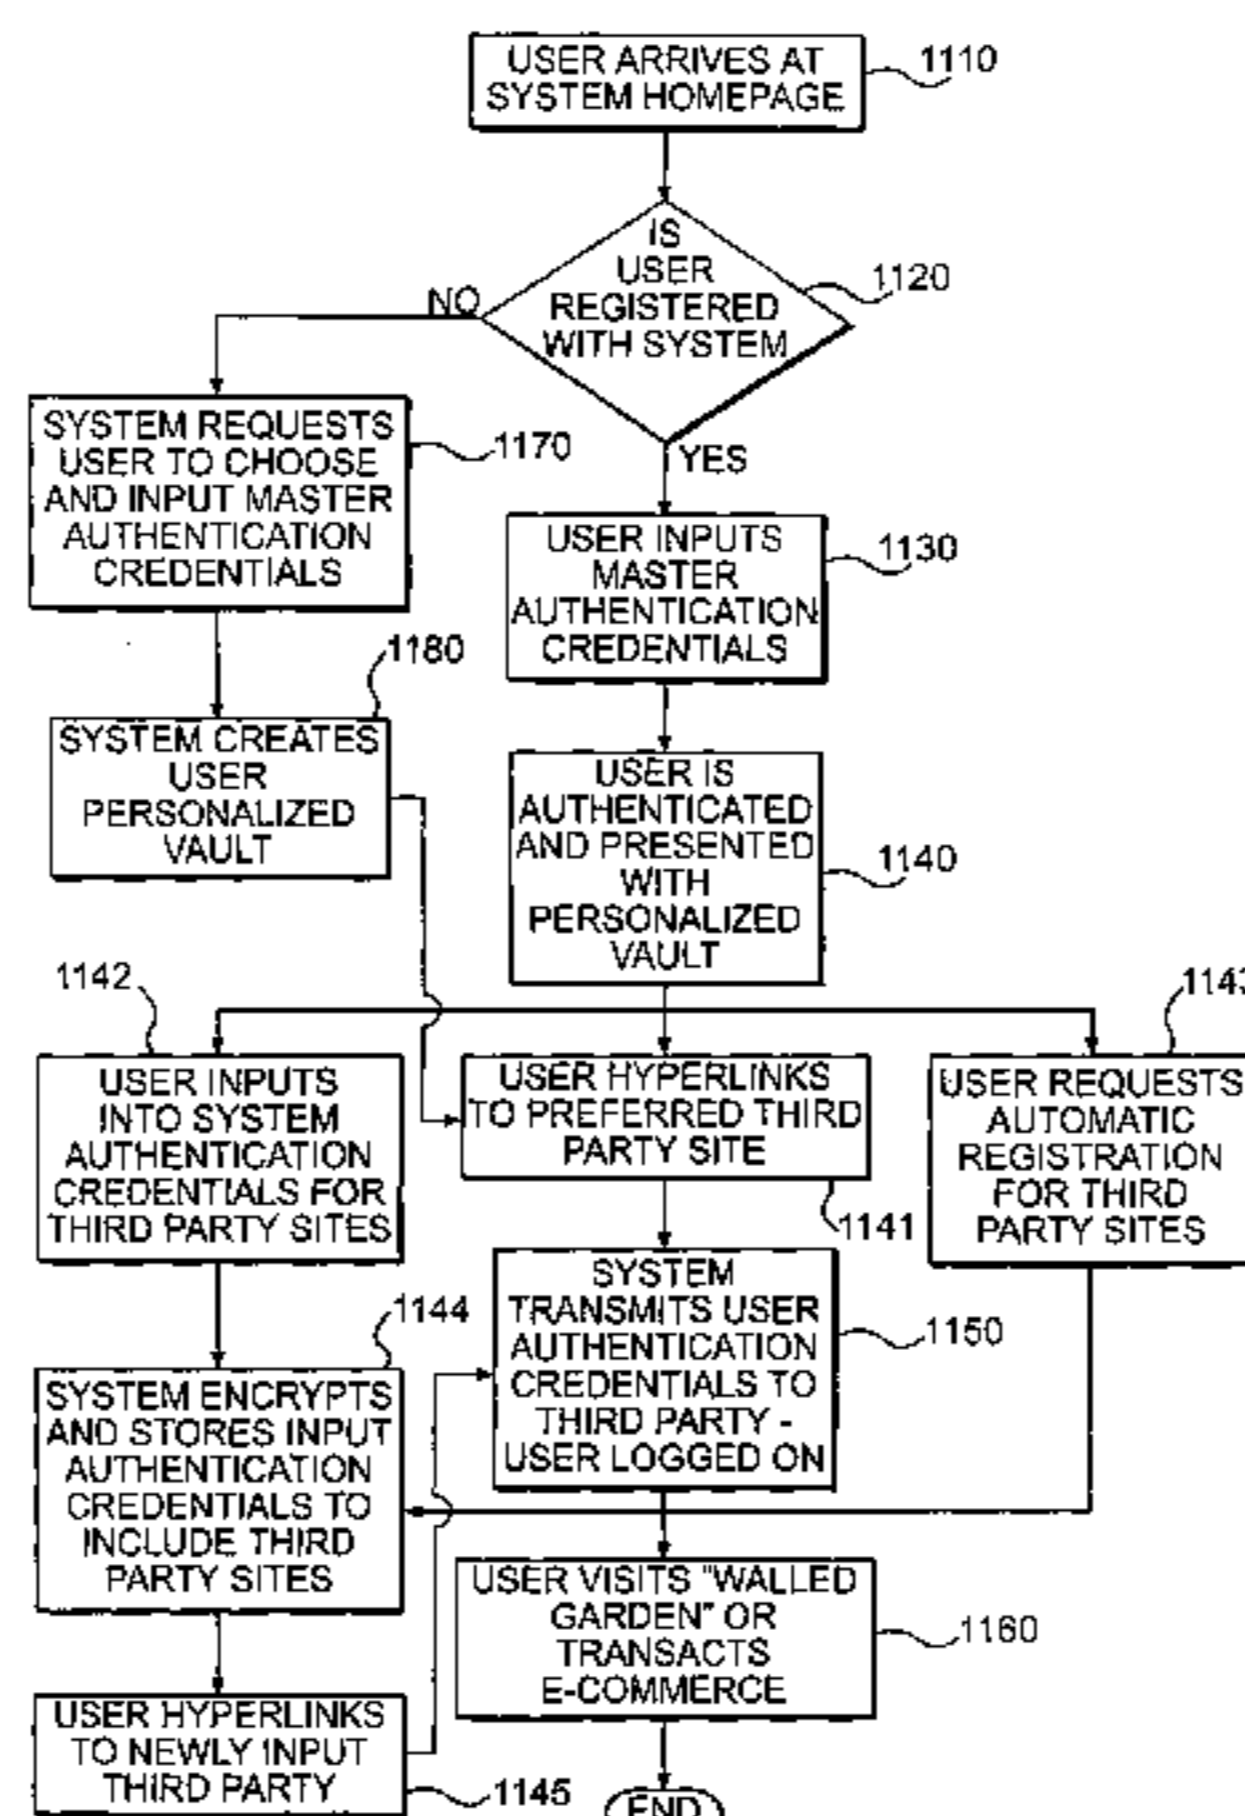 USER ARRIVES AT
SYSTEM HOMEPAGE
1110
IS
USER
REGISTERED
WITH SYSTEM
1120
NO
YES
SYSTEM REQUESTS
USER TO CHOOSE
AND INPUT MASTER
AUTHENTICATION
CREDENTIALS
1170
USER INPUTS
MASTER
AUTHENTICATION
CREDENTIALS
1130
1180
SYSTEM CREATES
USER
PERSONALIZED
VAULT
USER IS
AUTHENTICATED
AND PRESENTED
WITH
PERSONALIZED
VAULT
1140
1142
1143
USER INPUTS
INTO SYSTEM
AUTHENTICATION
CREDENTIALS FOR
THIRD PARTY SITES
USER HYPERLINKS
TO PREFERRED THIRD
PARTY SITE
1141
USER REQUESTS
AUTOMATIC
REGISTRATION
FOR THIRD
PARTY SITES
1144
SYSTEM ENCRYPTS
AND STORES INPUT
AUTHENTICATION
CREDENTIALS TO
INCLUDE THIRD
PARTY SITES
SYSTEM
TRANSMITS USER
AUTHENTICATION
CREDENTIALS TO
THIRD PARTY -
USER LOGGED ON
1150
USER VISITS "WALLED
GARDEN" OR
TRANSACTS
E-COMMERCE
1160
USER HYPERLINKS
TO NEWLY INPUT
THIRD PARTY
1145
END